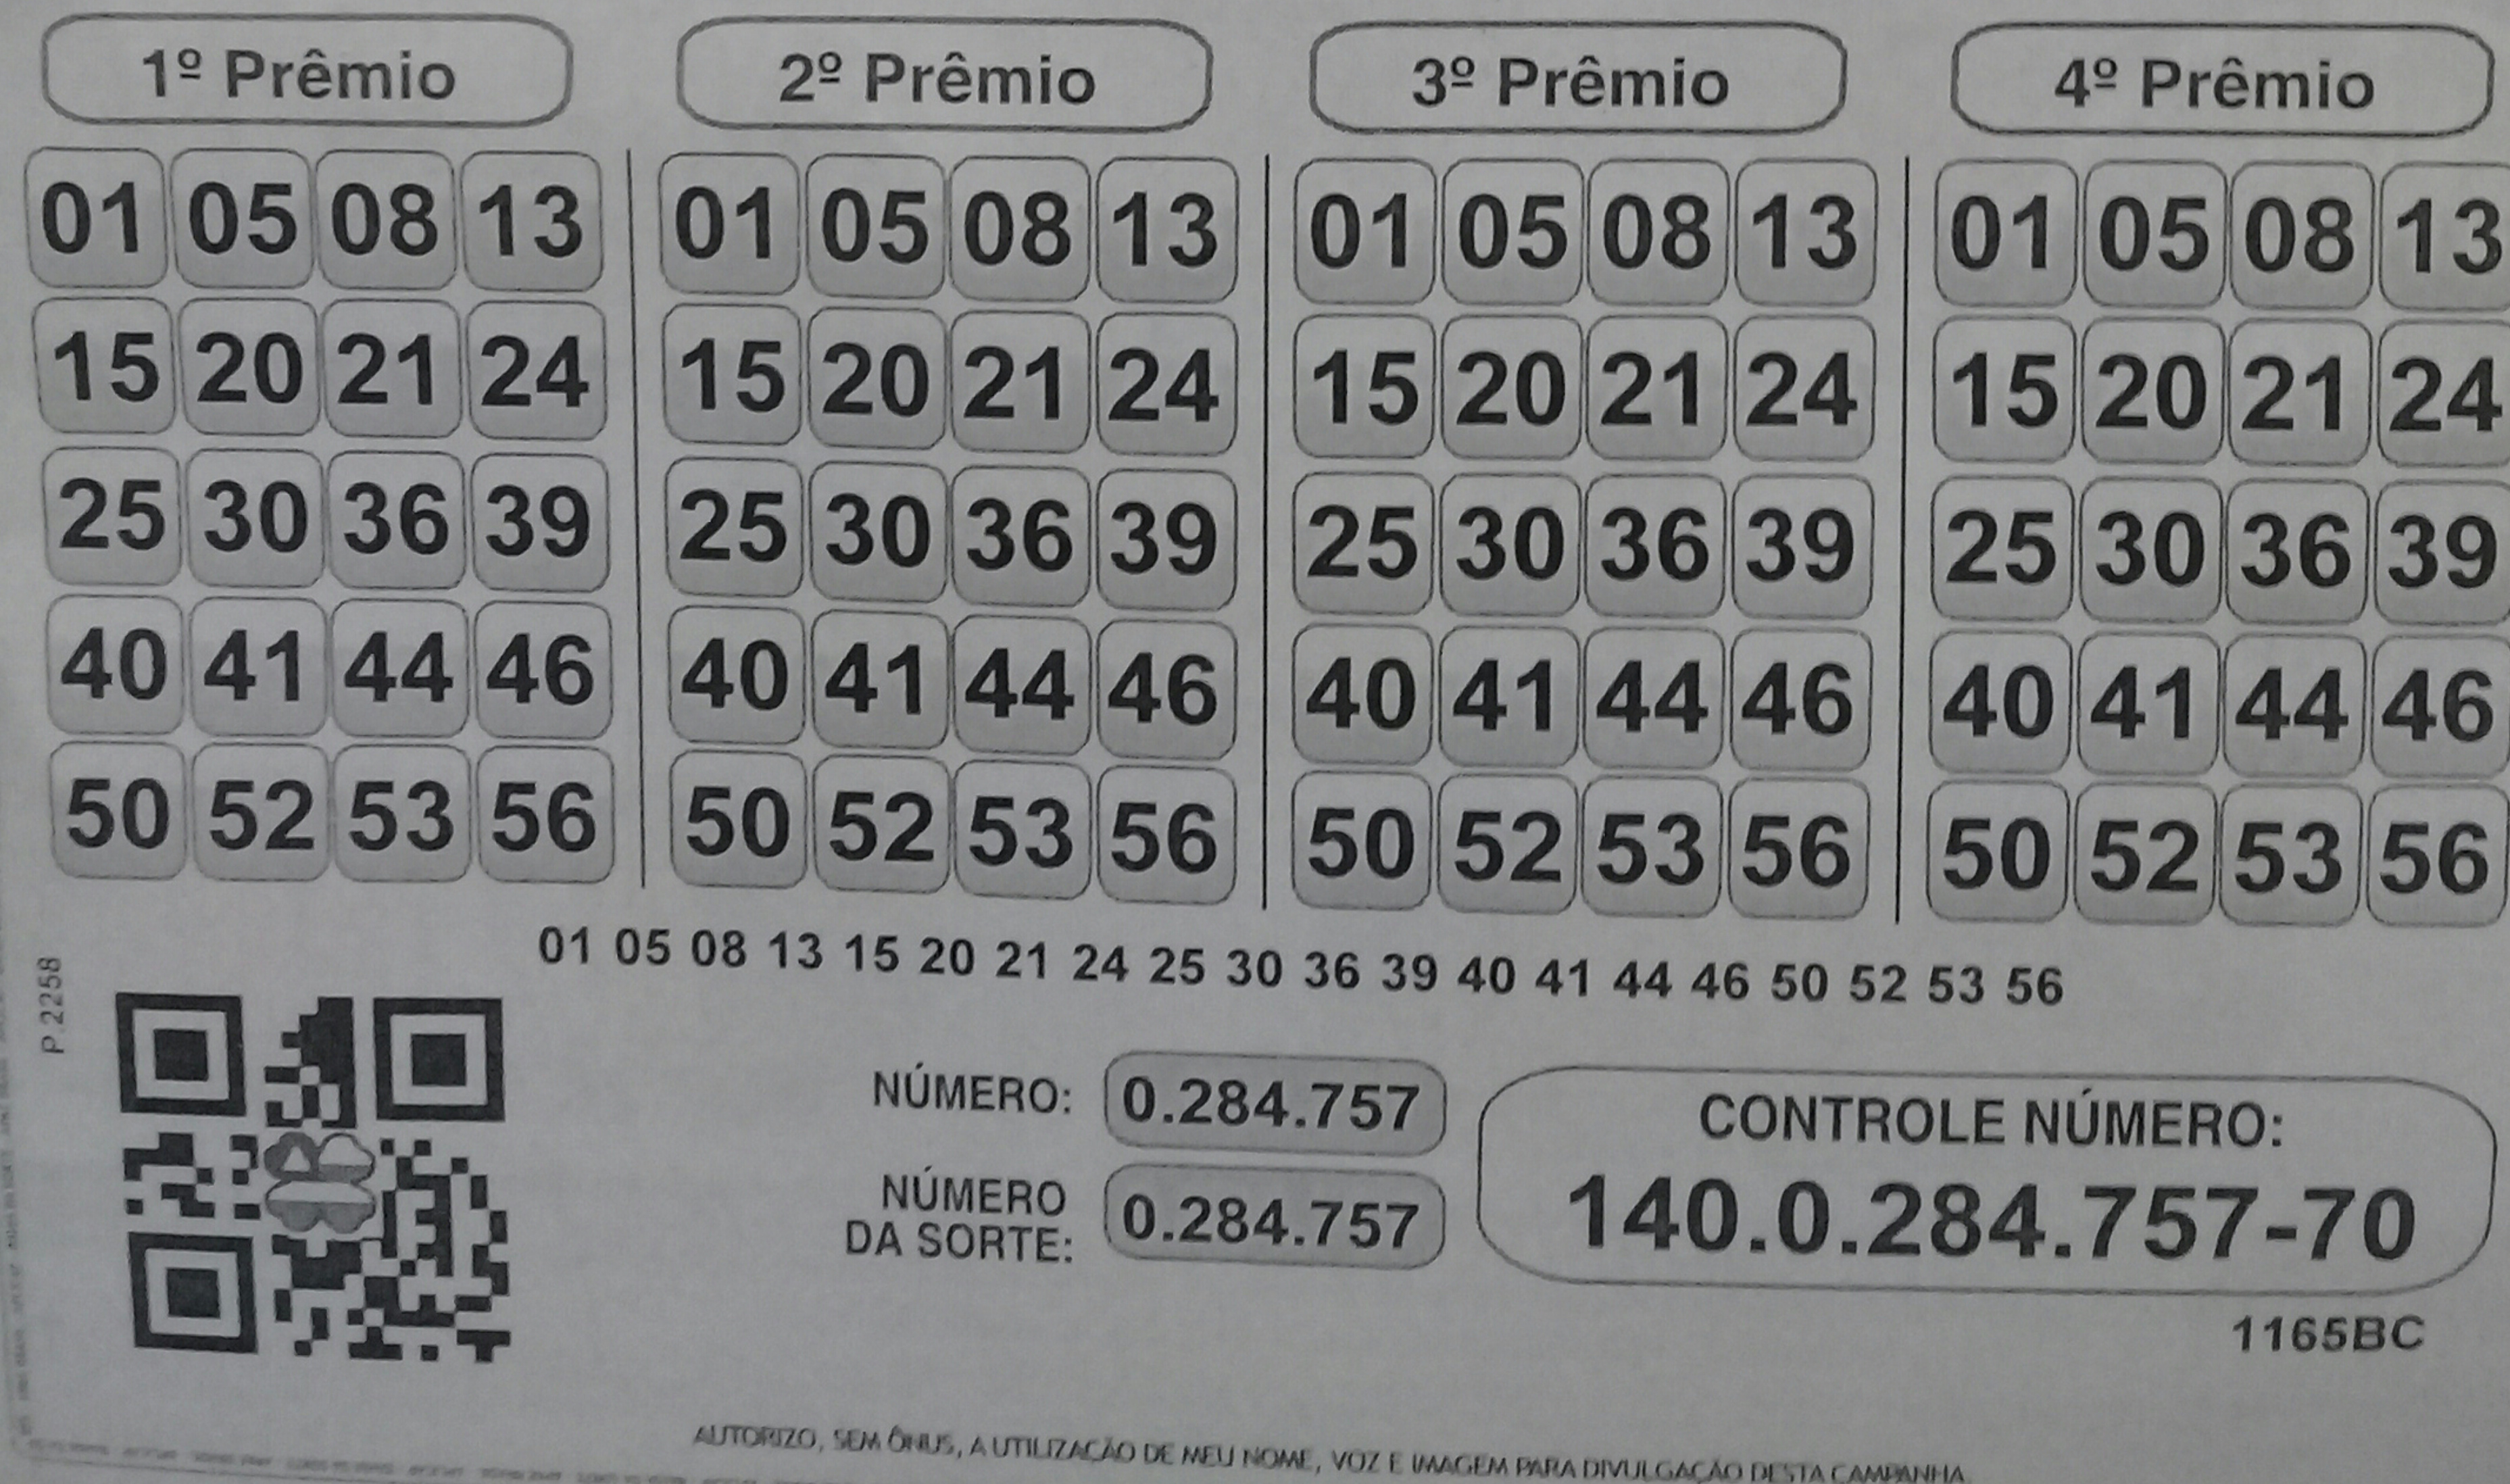 1º Prêmio 2º Prêmio 3º Prêmio 4º Prêmio
01 05 08 13 01 05 08 13 01 05 08 13 01 05 08 13
15 20 21 24 15 20 21 24 15 20 21 24 15 20 21 24
25 30 36 39 25 30 36 39 25 30 36 39 25 30 36 39
40 41 44 46 40 41 44 46 40 41 44 46 40 41 44 46
50 52 53 56 50 52 53 56 50 52 53 56 50 52 53 56
01 05 08 13 15 20 21 24 25 30 36 39 40 41 44 46 50 52 53 56
P.2258
NÚMERO: 0.284.757
NÚMERO
DA SORTE: 0.284.757
CONTROLE NÚMERO:
140.0.284.757-70
1165BC
AUTORIZO, SEM ÔNUS, A UTILIZAÇÃO DE MEU NOME, VOZ E IMAGEM PARA DIVULGAÇÃO DESTA CAMPANHA